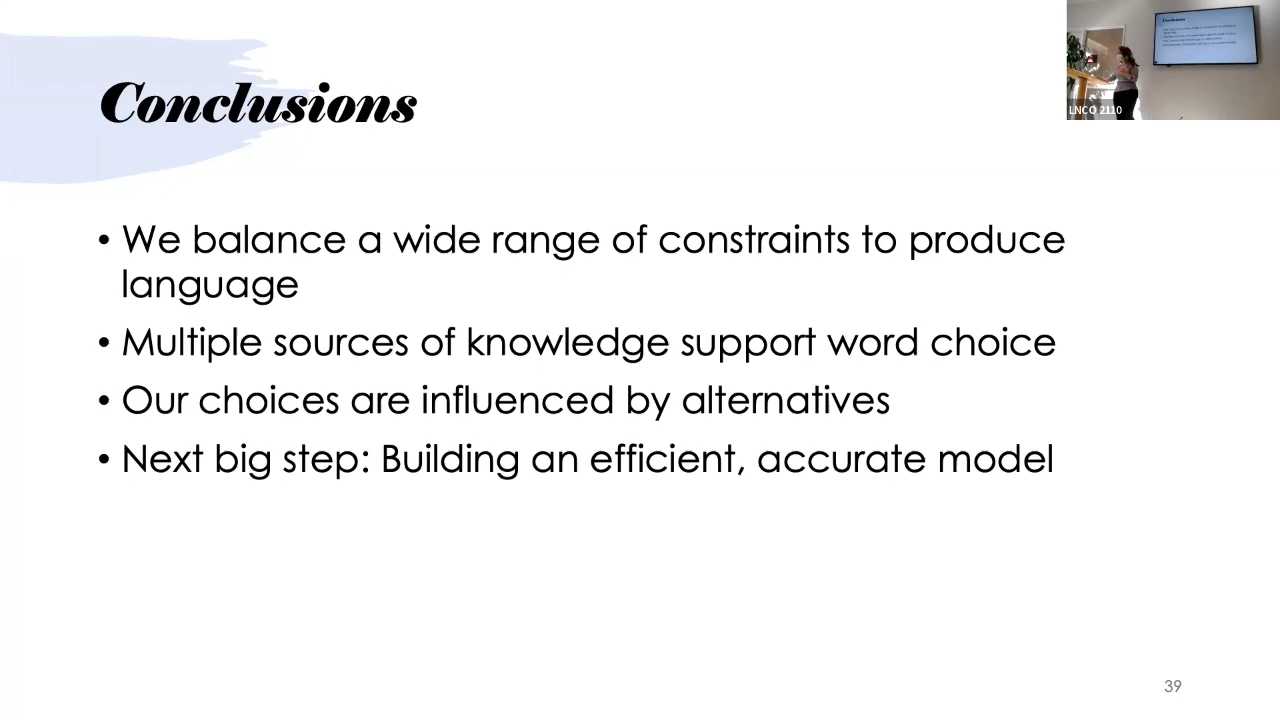 Conclusions
LNCO 2110
• We balance a wide range of constraints to produce
language
• Multiple sources of knowledge support word choice
• Our choices are influenced by alternatives
• Next big step: Building an efficient, accurate model
39